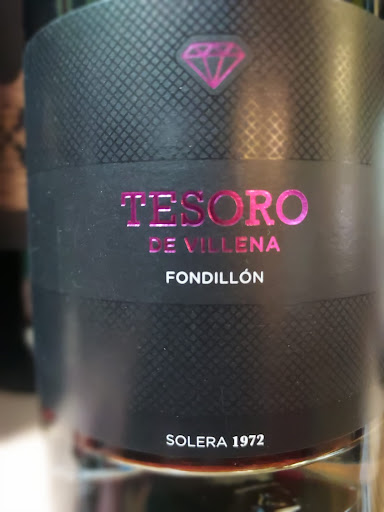 TESORO
DE VILLENA
FONDILLÓN
SOLERA 1972